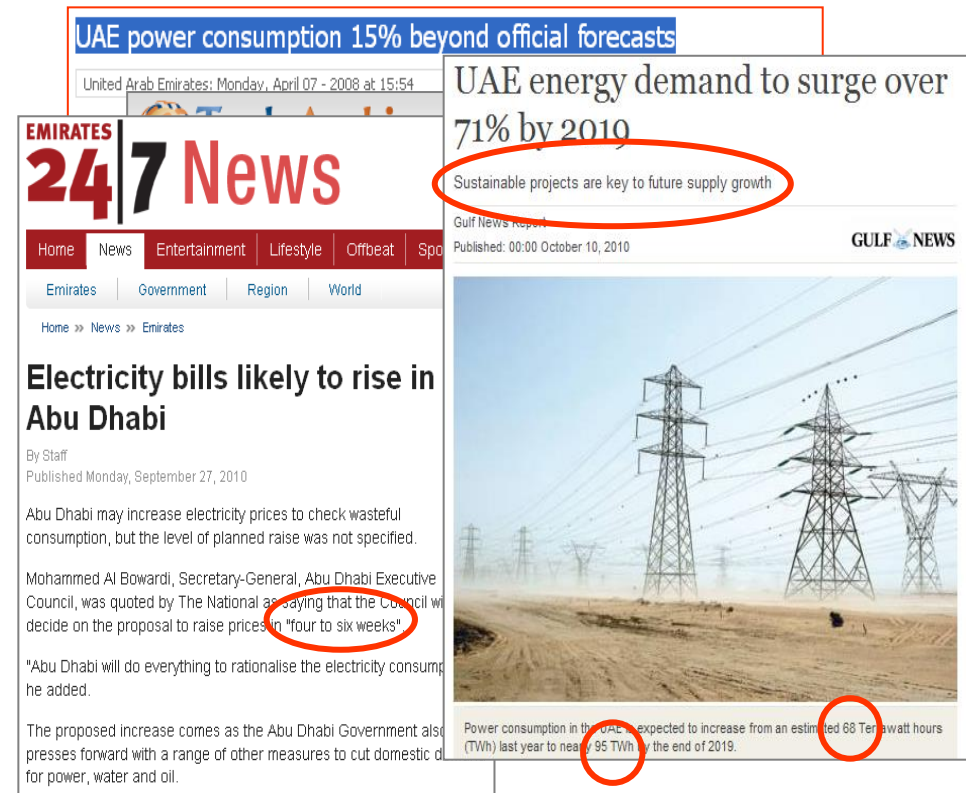 UAE power consumption 15% beyond official forecasts
United Arab Emirates: Monday, April 07 - 2008 at 15:54
EMIRATES
24|7 News
Home News Entertainment Lifestyle Offbeat Spo
Emirates Government Region World
Home » News » Emirates
Electricity bills likely to rise in
Abu Dhabi
By Staff
Published Monday, September 27, 2010
Abu Dhabi may increase electricity prices to check wasteful
consumption, but the level of planned raise was not specified.
Mohammed Al Bowardi, Secretary-General, Abu Dhabi Executive
Council, was quoted by The National as saying that the Council wi
decide on the proposal to raise prices in "four to six weeks".
"Abu Dhabi will do everything to rationalise the electricity consump
he added.
The proposed increase comes as the Abu Dhabi Government also
presses forward with a range of other measures to cut domestic d
for power, water and oil.
UAE energy demand to surge over
71% by 2019
Sustainable projects are key to future supply growth
Gulf News Report
Published: 00:00 October 10, 2010
GULF NEWS
Power consumption in the UAE is expected to increase from an estimated 68 Terrawatt hours
(TWh) last year to nearly 95 TWh by the end of 2019.